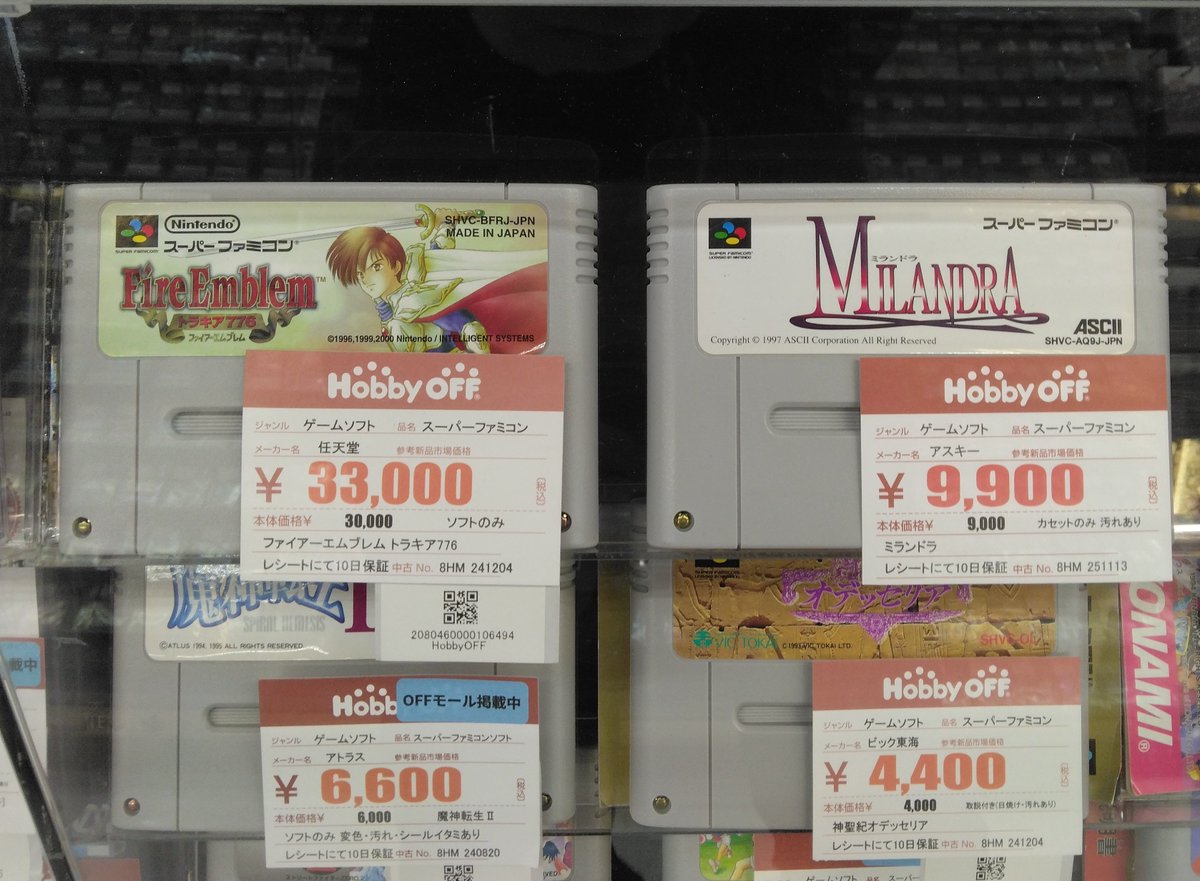 Nintendo
SUPER FAMICOM
スーパーファミコン
SHVC-BFRJ-JPN
MADE IN JAPAN
Fire Emblem™
トラキア776
ファイアーエムブレム
©1996,1999,2000 Nintendo / INTELLIGENT SYSTEMS
Hobby OFF
ジャンル ゲームソフト 品名 スーパーファミコン
メーカー名 任天堂 参考新品市場価格
¥ 33,000 [税込]
本体価格¥ 30,000 ソフトのみ
ファイアーエムブレム トラキア776
レシートにて10日保証 中古 No. 8HM 241204
2080460000106494
HobbyOFF
SUPER FAMICOM
LICENSED BY NINTENDO
スーパーファミコン
ミランドラ
MILANDRA
ASCII
Copyright © 1997 ASCII Corporation All Right Reserved
SHVC-AQ9J-JPN
Hobby OFF
ジャンル ゲームソフト 品名 スーパーファミコン
メーカー名 アスキー 参考新品市場価格
¥ 9,900 [税込]
本体価格¥ 9,000 カセットのみ 汚れあり
ミランドラ
レシートにて10日保証 中古 No. 8HM 251113
©ATLUS 1994, 1995 ALL RIGHTS RESERVED.
Hobb
OFFモール掲載中
ジャンル ゲームソフト 品名 スーパーファミコンソフト
メーカー名 アトラス 参考新品市場価格
¥ 6,600 [税込]
本体価格¥ 6,000 魔神転生Ⅱ
ソフトのみ 変色・汚れ・シールイタミあり
レシートにて10日保証 中古 No. 8HM 240820
オデッセリア
VIC TOKAI
© 1993 VIC TOKAI LTD.
SHVC-O
Hobby OFF
ジャンル ゲームソフト 品名 スーパーファミコン
メーカー名 ビック東海 参考新品市場価格
¥ 4,400 [税込]
本体価格¥ 4,000 取説付き(日焼け・汚れあり)
神聖紀オデッセリア
レシートにて10日保証 中古 No. 8HM 241204
ONAMI®
載中